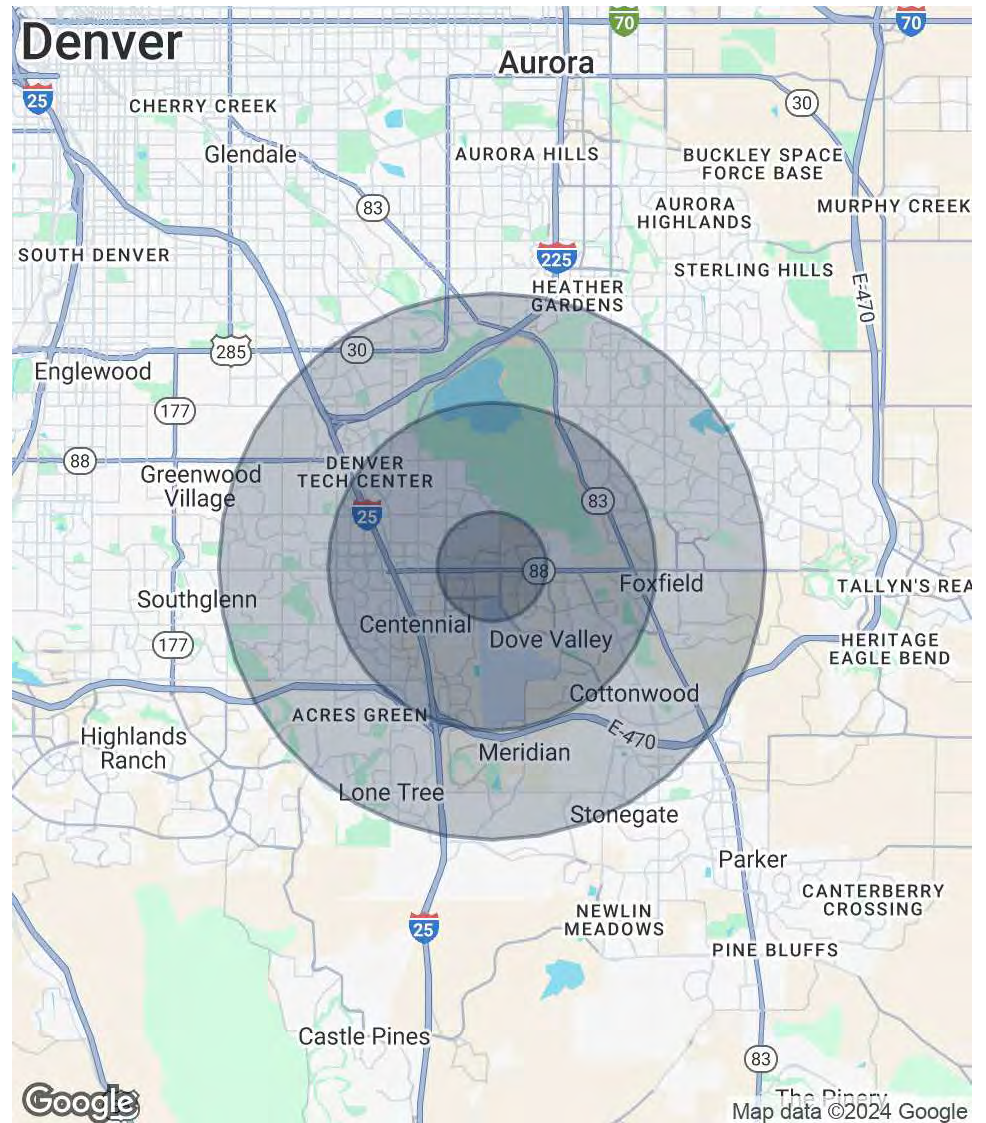 Denver
70
70
Aurora
25
30
CHERRY CREEK
Glendale
AURORA HILLS
BUCKLEY SPACE
FORCE BASE
83
AURORA
HIGHLANDS
MURPHY CREEK
SOUTH DENVER
225
STERLING HILLS
HEATHER
GARDENS
E-470
285
30
Englewood
177
88
DENVER
TECH CENTER
Greenwood
Village
83
25
88
Foxfield
TALLYN'S REA
Southglenn
Centennial
Dove Valley
177
HERITAGE
EAGLE BEND
Cottonwood
ACRES GREEN
E-470
Highlands
Ranch
Meridian
Lone Tree
Stonegate
Parker
CANTERBERRY
CROSSING
NEWLIN
MEADOWS
25
PINE BLUFFS
Castle Pines
83
The Pinery
Google
Map data ©2024 Google